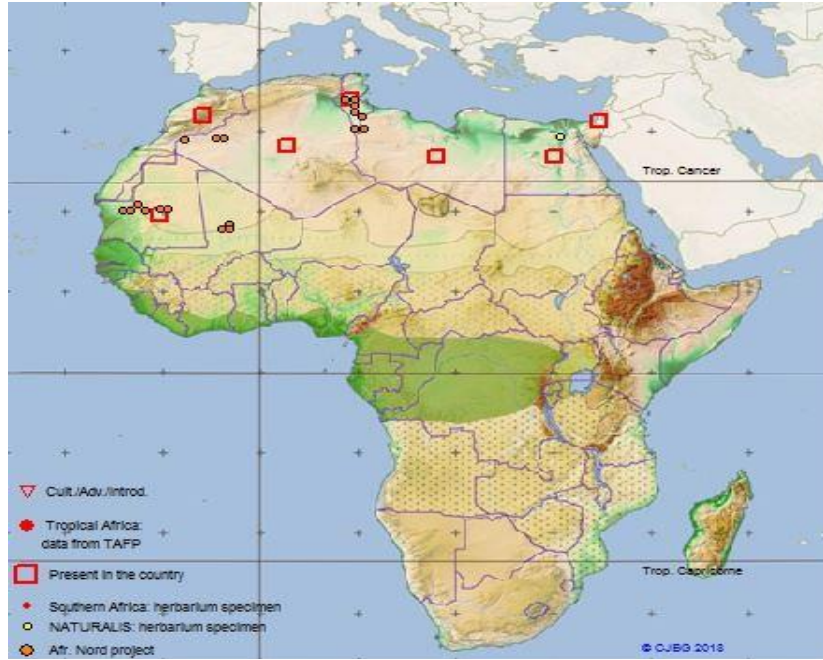 Trop. Cancer
Cult./Adv./Introd.
Tropical Africa:
data from TAFP
Present in the country
Southern Africa: herbarium specimen
NATURALIS: herbarium specimen
Afr. Nord project
Trop. Capricorne
© CJBG 2018